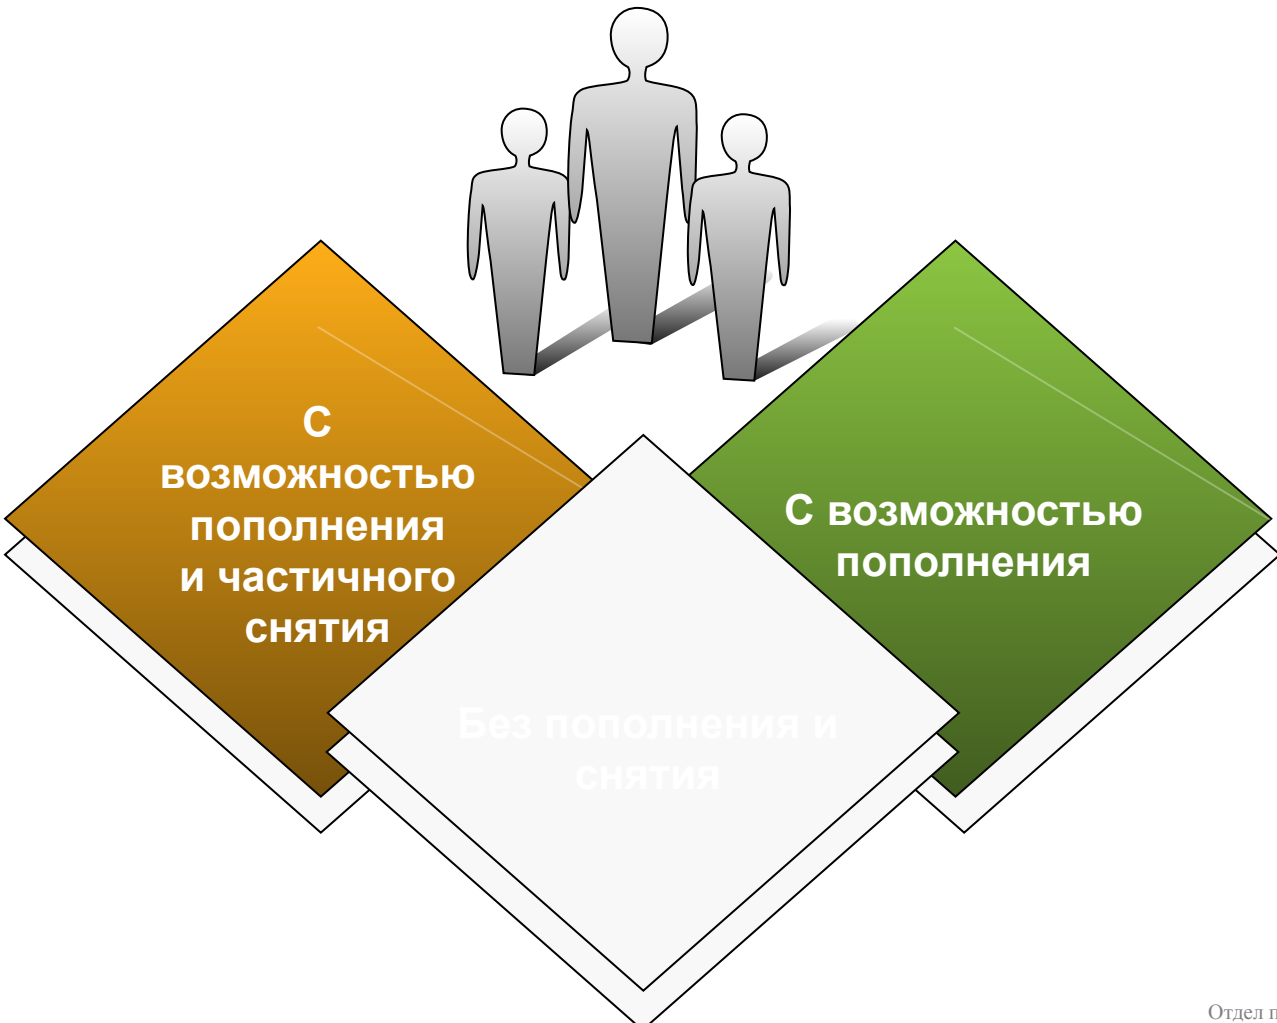 С
возможностью
пополнения
и частичного
снятия
С возможностью
пополнения
Без пополнения и
снятия
Отдел